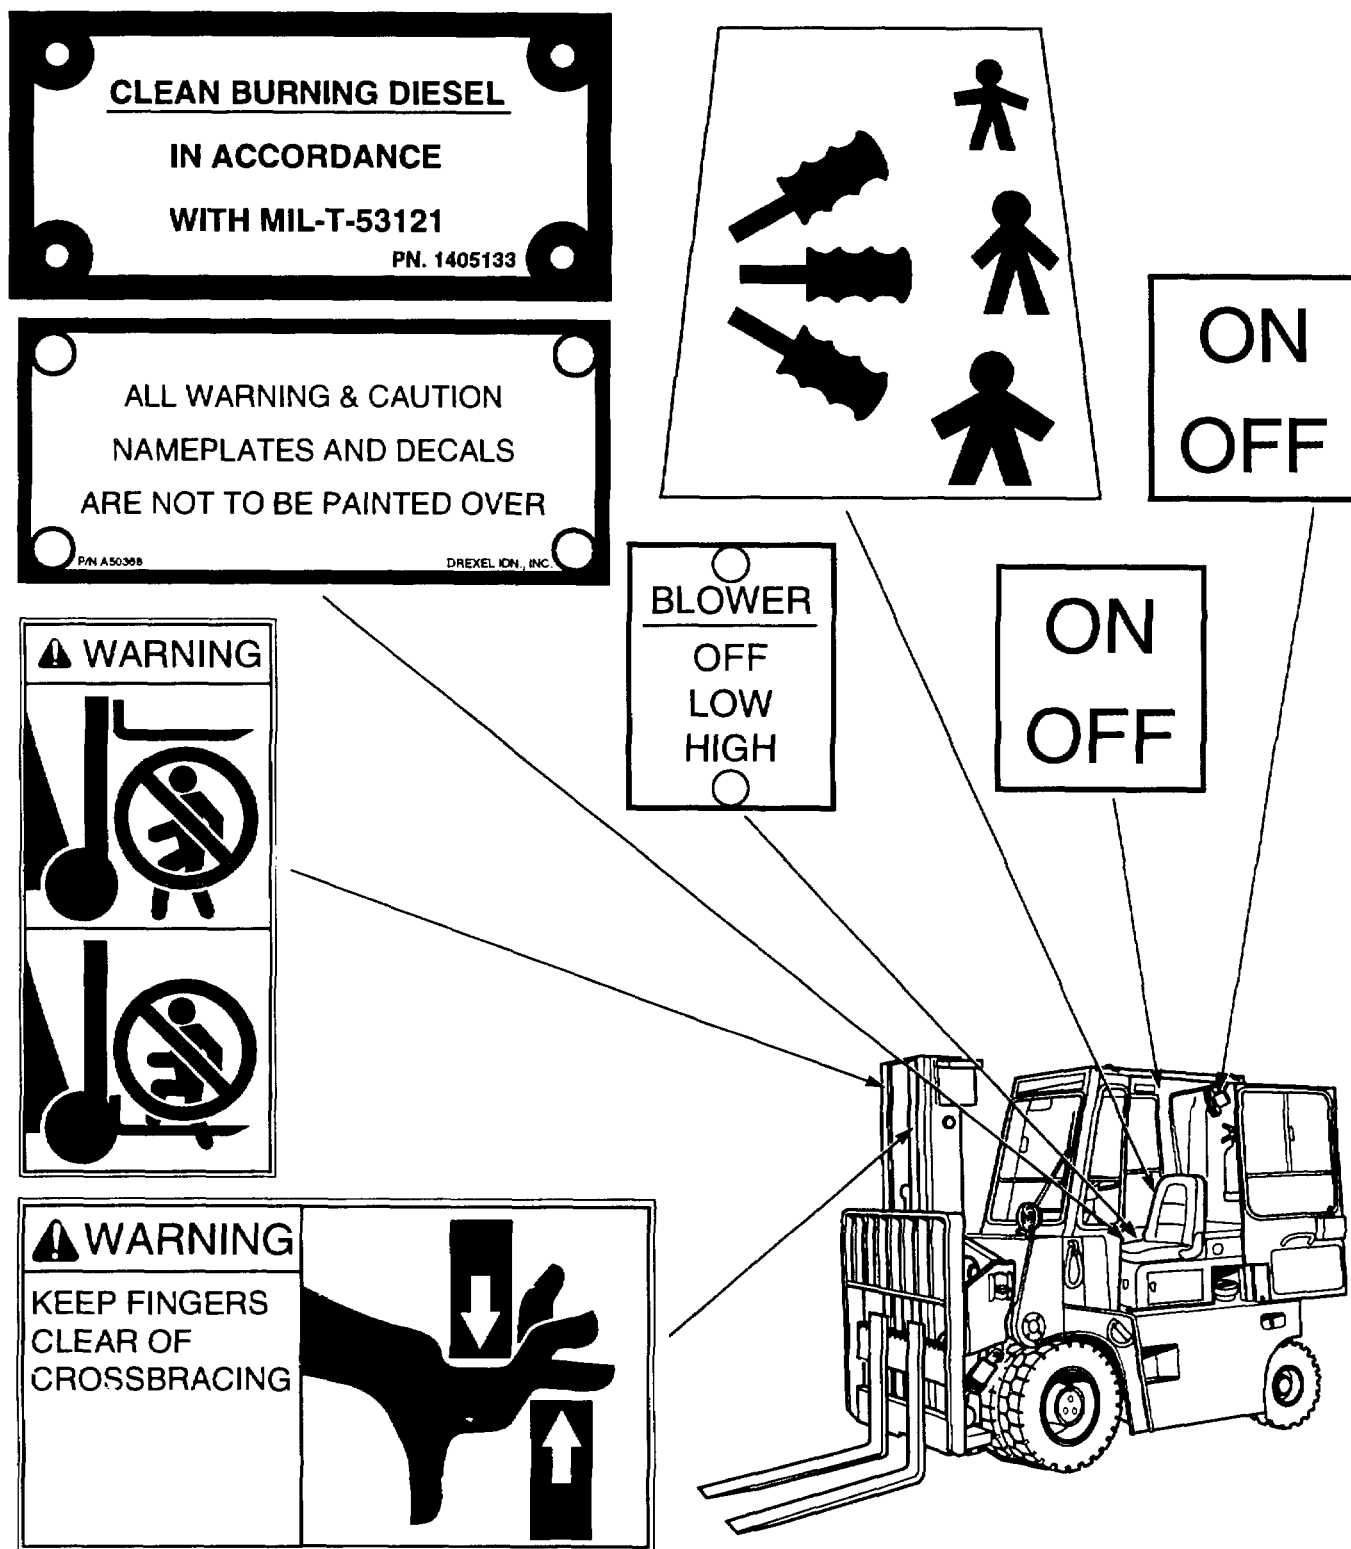 CLEAN BURNING DIESEL
IN ACCORDANCE
WITH MIL-T-53121
PN. 1405133
ALL WARNING & CAUTION
NAMEPLATES AND DECALS
ARE NOT TO BE PAINTED OVER
P/N A50368
DREXEL IDN., INC.
ON
OFF
BLOWER
OFF
LOW
HIGH
ON
OFF
WARNING
WARNING
KEEP FINGERS
CLEAR OF
CROSSBRACING